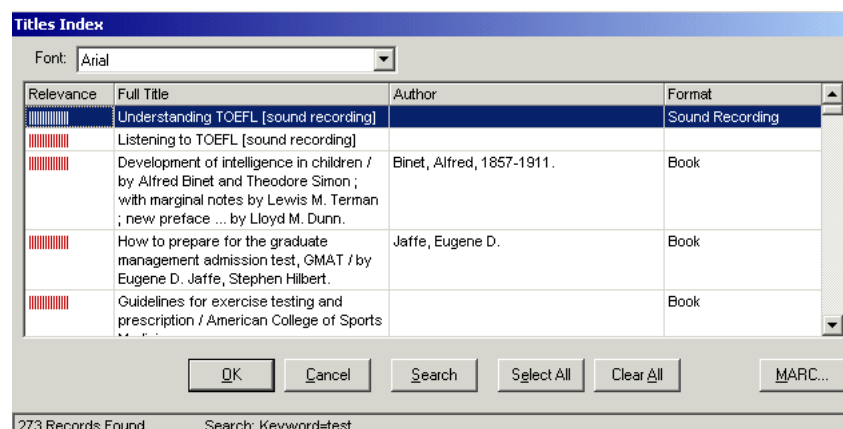 Titles Index
Font: Arial
Relevance Full Title Author Format
Understanding TOEFL [sound recording] Sound Recording
Listening to TOEFL [sound recording]
Development of intelligence in children / Binet, Alfred, 1857-1911. Book
by Alfred Binet and Theodore Simon ;
with marginal notes by Lewis M. Terman
; new preface ... by Lloyd M. Dunn.
How to prepare for the graduate Jaffe, Eugene D. Book
management admission test, GMAT / by
Eugene D. Jaffe, Stephen Hilbert.
Guidelines for exercise testing and Book
prescription / American College of Sports
OK Cancel Search Select All Clear All MARC...
273 Records Found Search: Keyword=test